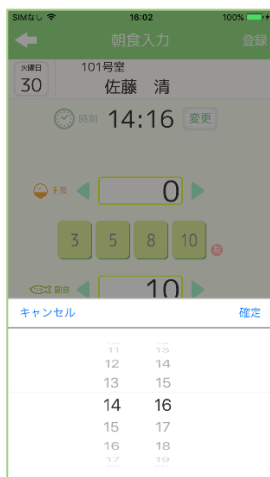 SIMなし 16:02 100%
朝食入力 登録
火曜日 101号室
30 佐藤 清
時刻 14:16 変更
主食 0
3 5 8 10 割
副食 10
キャンセル 確定
11 13
12 14
13 15
14 16
15 17
16 18
17 19